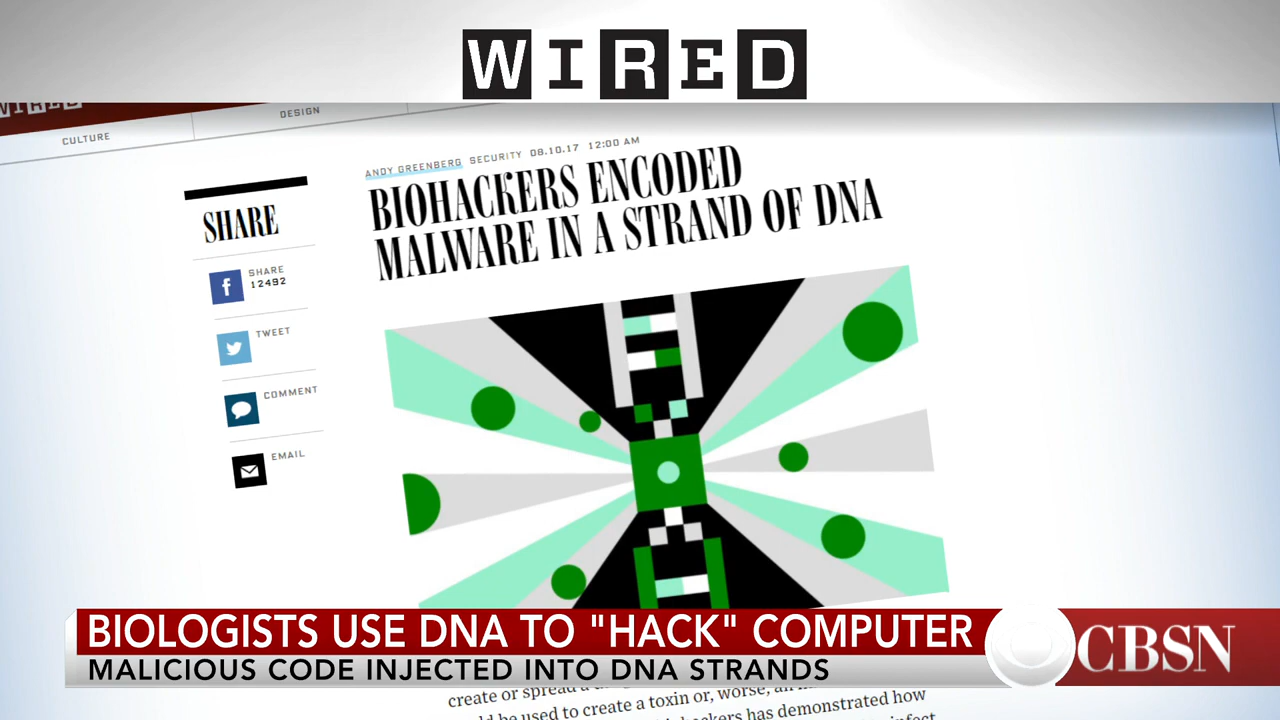 WIRED
WIRED
CULTURE
DESIGN
ANDY GREENBERG SECURITY 08.10.17 12:00 AM
BIOHACKERS ENCODED
MALWARE IN A STRAND OF DNA
SHARE
SHARE
12492
TWEET
COMMENT
EMAIL
BIOLOGISTS USE DNA TO "HACK" COMPUTER
MALICIOUS CODE INJECTED INTO DNA STRANDS
CBSN
create or spread a
be used to create a toxin or, worse, an
hackers has demonstrated how
infect